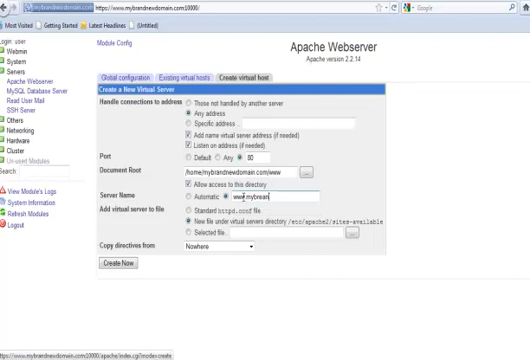 www.mybrandnewdomain.com https://www.mybrandnewdomain.com:10000/
Google
Most Visited Getting Started Latest Headlines (Untitled)
Login: user
Webmin
System
Servers
Apache Webserver
MySQL Database Server
Read User Mail
SSH Server
Others
Networking
Hardware
Cluster
Un-used Modules
Search:
View Module's Logs
System Information
Refresh Modules
Logout
Module Config
Apache Webserver
Apache version 2.2.14
Global configuration Existing virtual hosts Create virtual host
Create a New Virtual Server
Handle connections to address Those not handled by another server
Any address
Specific address ..
Add name virtual server address (if needed)
Listen on address (if needed)
Port Default Any 80
Document Root /home/mybrandnewdomain.com/www ...
Allow access to this directory
Server Name Automatic www.mybrean
Add virtual server to file Standard httpd.conf file
New file under virtual servers directory /etc/apache2/sites-available
Selected file.. ...
Copy directives from Nowhere
Create Now
https://www.mybrandnewdomain.com:10000/apache/index.cgi?mode=create